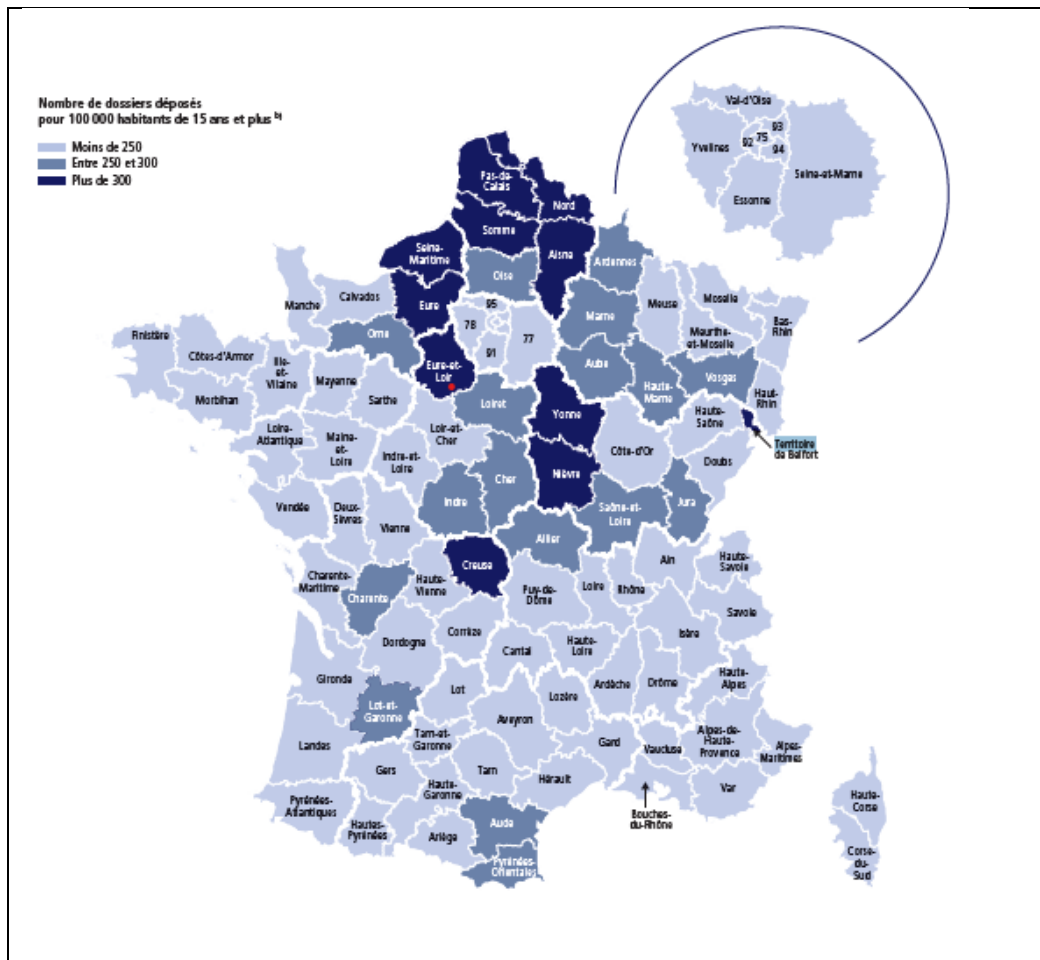 Nombre de dossiers déposés
pour 100 000 habitants de 15 ans et plus b)
Moins de 250
Entre 250 et 300
Plus de 300
Val-d'Oise
93
75
92
94
Yvelines
Seine-et-Marne
Essonne
Pas-de-
Calais
Nord
Somme
Seine-
Maritime
Aisne
Ardennes
Oise
Eure
95
78
77
91
Manche
Calvados
Orne
Marne
Meuse
Moselle
Meurthe-
et-Moselle
Bas-
Rhin
Finistère
Côtes-d'Armor
Ille-
et-
Vilaine
Morbihan
Mayenne
Sarthe
Eure-et-
Loir
Aube
Haute-
Marne
Vosges
Haut-
Rhin
Loiret
Yonne
Loire-
Atlantique
Maine-
et-
Loire
Loir-et-
Cher
Indre-et-
Loire
Côte-d'Or
Haute-
Saône
Territoire
de Belfort
Doubs
Vendée
Deux-
Sèvres
Vienne
Indre
Cher
Nièvre
Saône-et-
Loire
Jura
Allier
Creuse
Charente-
Maritime
Charente
Haute-
Vienne
Puy-de-
Dôme
Loire
Rhône
Ain
Haute-
Savoie
Savoie
Isère
Dordogne
Corrèze
Cantal
Haute-
Loire
Gironde
Lot-et-
Garonne
Lot
Aveyron
Lozère
Ardèche
Drôme
Haute-
Alpes
Landes
Tarn-et-
Garonne
Gers
Tarn
Gard
Vaucluse
Alpes-de-
Haute-
Provence
Alpes-
Maritimes
Haute-
Garonne
Hérault
Var
Bouches-
du-Rhône
Pyrénées-
Atlantiques
Hautes-
Pyrénées
Ariège
Aude
Pyrénées-
Orientales
Haute-
Corse
Corse-
du-
Sud